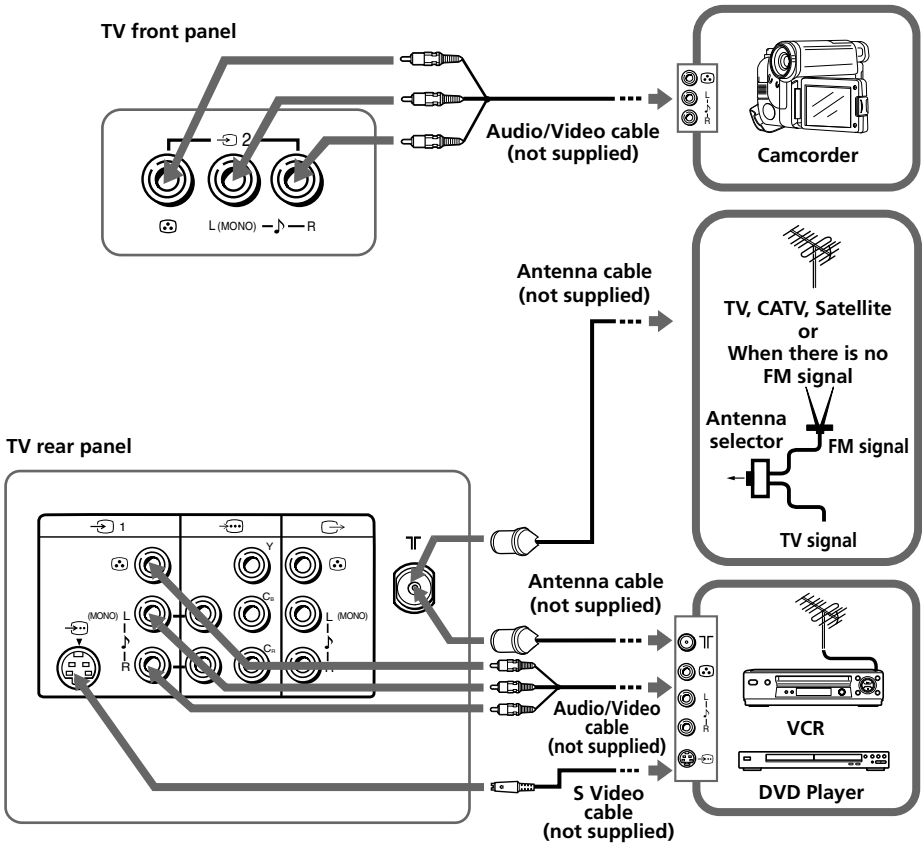 TV front panel
2
L (MONO)
R
Audio/Video cable
(not supplied)
L
R
Camcorder
Antenna cable
(not supplied)
TV, CATV, Satellite
or
When there is no
FM signal
Antenna
selector
FM signal
TV signal
TV rear panel
1
Y
(MONO) L
CB
L (MONO)
R
CR
R
Antenna cable
(not supplied)
Audio/Video
cable
(not supplied)
L
R
VCR
S Video
cable
(not supplied)
DVD Player